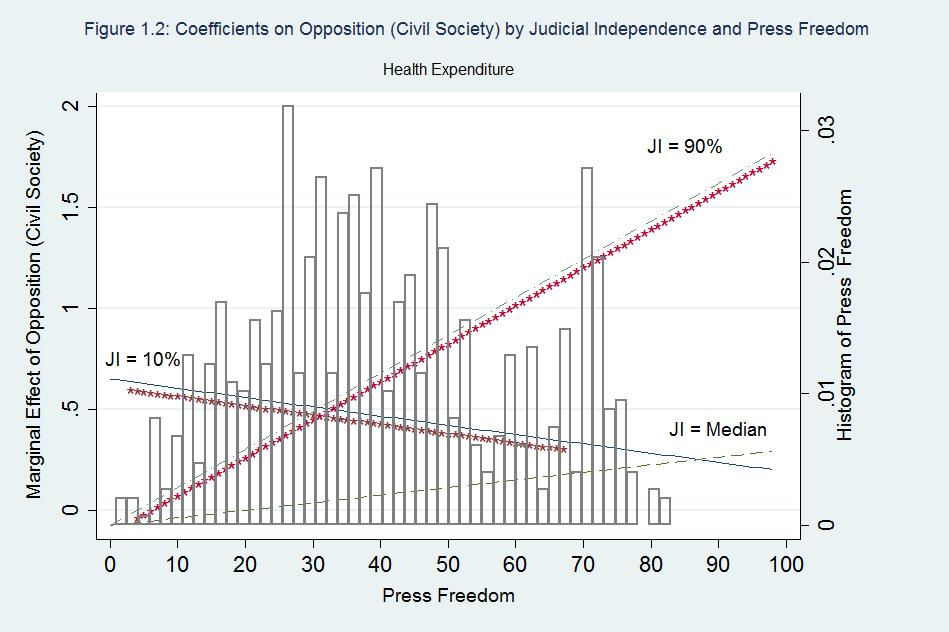 Figure 1.2: Coefficients on Opposition (Civil Society) by Judicial Independence and Press Freedom
Health Expenditure
Marginal Effect of Opposition (Civil Society)
2
1.5
1
.5
0
JI = 90%
JI = 10%
JI = Median
.03
.02
.01
0
Histogram of Press Freedom
0 10 20 30 40 50 60 70 80 90 100
Press Freedom